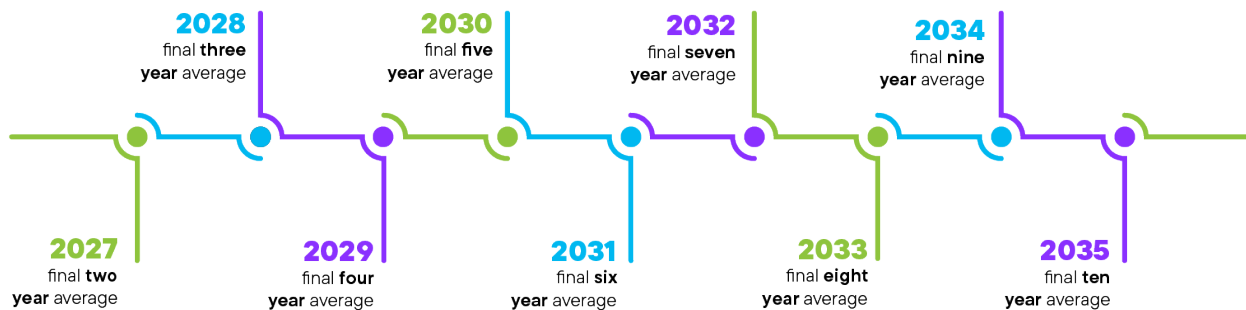 2027
final two
year average
2028
final three
year average
2029
final four
year average
2030
final five
year average
2031
final six
year average
2032
final seven
year average
2033
final eight
year average
2034
final nine
year average
2035
final ten
year average